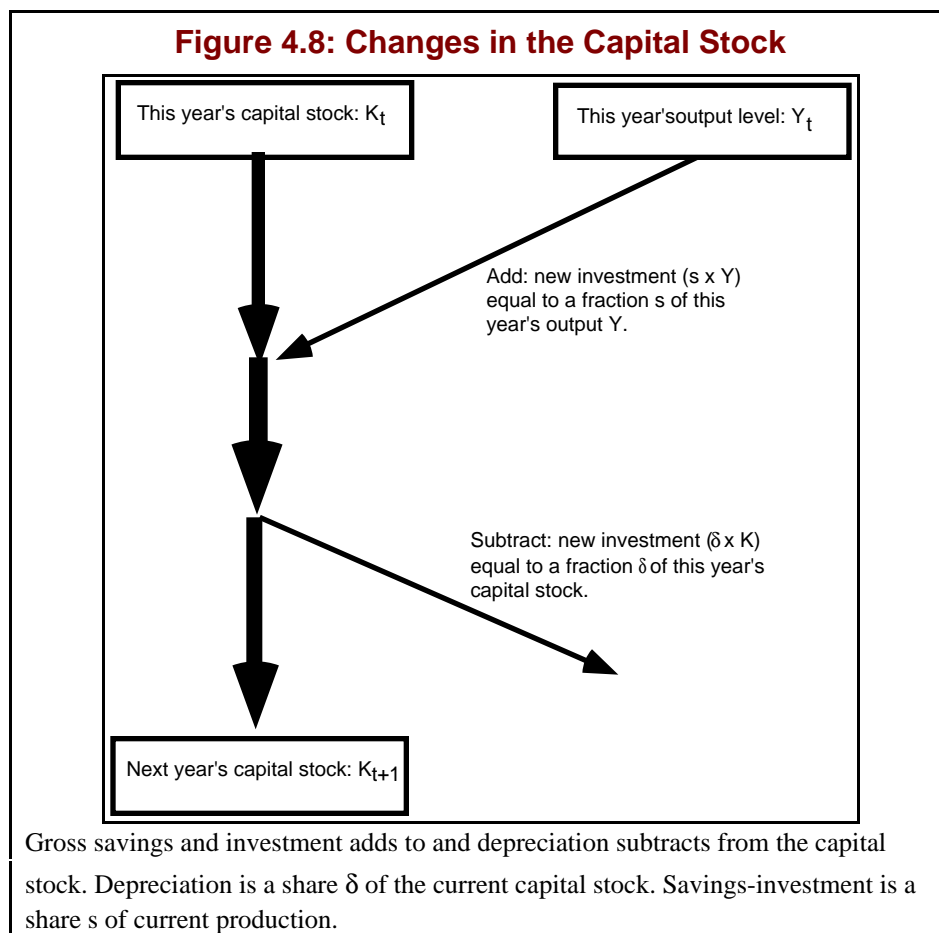 Figure 4.8: Changes in the Capital Stock
This year's capital stock: Kt
This year'soutput level: Yt
Add: new investment (s x Y)
equal to a fraction s of this
year's output Y.
Subtract: new investment (δ x K)
equal to a fraction δ of this year's
capital stock.
Next year's capital stock: Kt+1
Gross savings and investment adds to and depreciation subtracts from the capital
stock. Depreciation is a share δ of the current capital stock. Savings-investment is a
share s of current production.